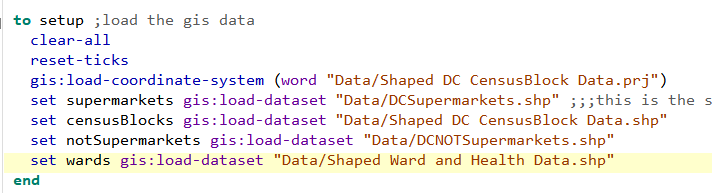 to setup ;load the gis data
clear-all
reset-ticks
gis:load-coordinate-system (word "Data/Shaped DC CensusBlock Data.prj")
set supermarkets gis:load-dataset "Data/DCSupermarkets.shp" ;;;this is the s
set censusBlocks gis:load-dataset "Data/Shaped DC CensusBlock Data.shp"
set notSupermarkets gis:load-dataset "Data/DCNOTSupermarkets.shp"
set wards gis:load-dataset "Data/Shaped Ward and Health Data.shp"
end